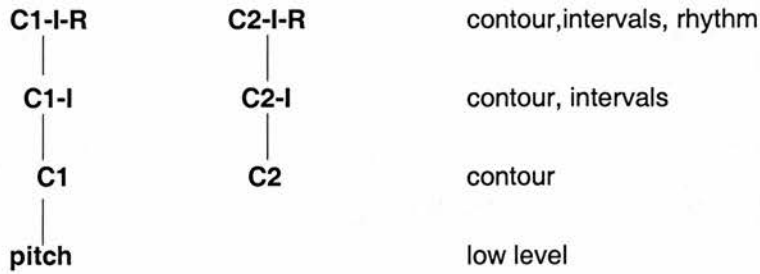 C1-I-R C2-I-R contour,intervals, rhythm
C1-I C2-I contour, intervals
C1 C2 contour
pitch low level